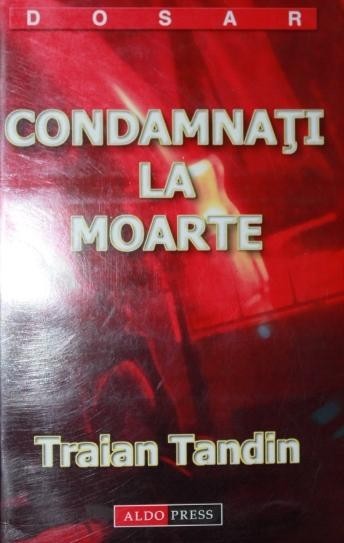 DOSAR
CONDAMNAŢI
LA
MOARTE
Traian Tandin
ALDO PRESS